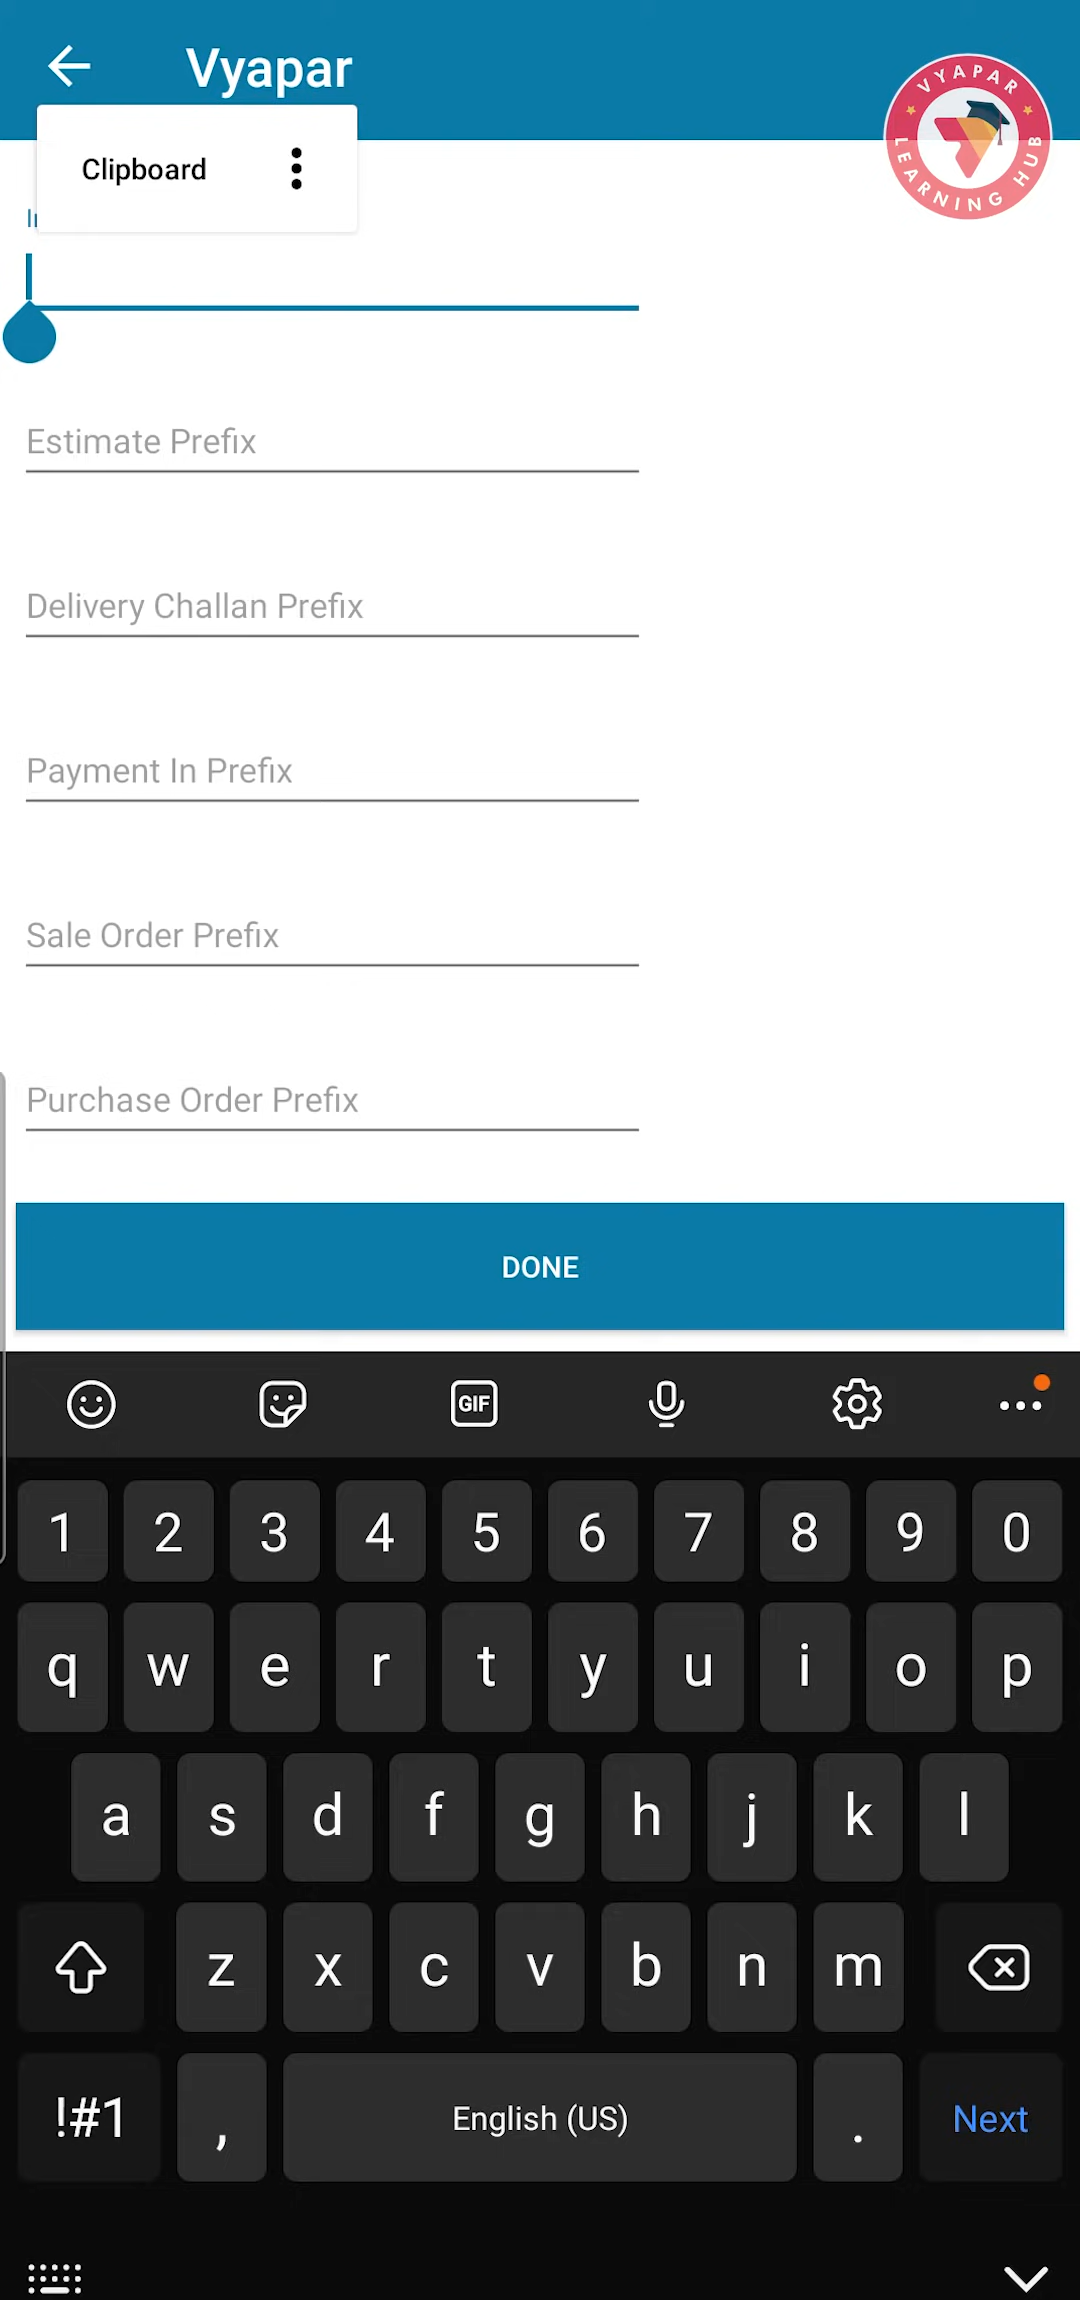 Vyapar
VYAPAR
LEARNING HUB
Clipboard
Estimate Prefix
Delivery Challan Prefix
Payment In Prefix
Sale Order Prefix
Purchase Order Prefix
DONE
GIF
1 2 3 4 5 6 7 8 9 0
q w e r t y u i o p
a s d f g h j k l
z x c v b n m
!#1 , English (US) . Next